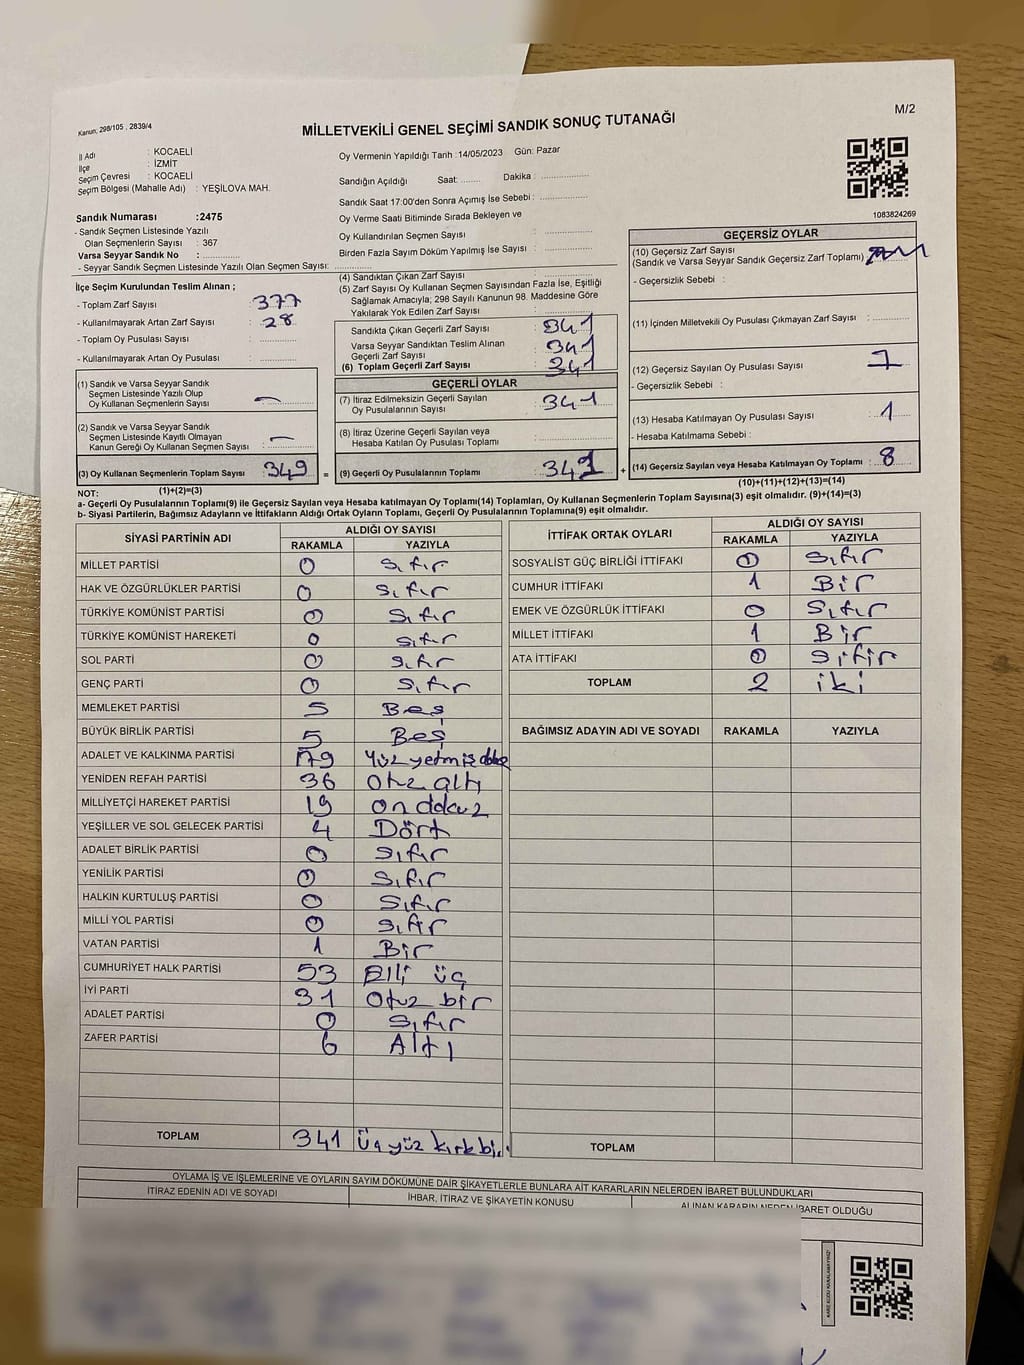 M/2
Kanun, 298/105 , 2839/4
MİLLETVEKİLİ GENEL SEÇİMİ SANDIK SONUÇ TUTANAĞI
İl Adı : KOCAELİ
İlçe : İZMİT
Seçim Çevresi : KOCAELİ
Seçim Bölgesi (Mahalle Adı) : YEŞİLOVA MAH.
Sandık Numarası :2475
- Sandık Seçmen Listesinde Yazılı
Olan Seçmenlerin Sayısı : 367
Varsa Seyyar Sandık No : ..............
- Seyyar Sandık Seçmen Listesinde Yazılı Olan Seçmen Sayısı: ..............
Oy Vermenin Yapıldığı Tarih :14/05/2023 Gün: Pazar
Sandığın Açıldığı Saat: ........ Dakika : ..............
Sandık Saat 17:00'den Sonra Açımış İse Sebebi : ..............
Oy Verme Saati Bitiminde Sırada Bekleyen ve
Oy Kullandırılan Seçmen Sayısı : ..............
Birden Fazla Sayım Döküm Yapılmış İse Sayısı : ..............
1083824269
İlçe Seçim Kurulundan Teslim Alınan ;
- Toplam Zarf Sayısı : 377
- Kullanılmayarak Artan Zarf Sayısı : 28
- Toplam Oy Pusulası Sayısı : ..............
- Kullanılmayarak Artan Oy Pusulası : ..............
(1) Sandık ve Varsa Seyyar Sandık
Seçmen Listesinde Yazılı Olup
Oy Kullanan Seçmenlerin Sayısı : —
(2) Sandık ve Varsa Seyyar Sandık
Seçmen Listesinde Kayıtlı Olmayan
Kanun Gereği Oy Kullanan Seçmen Sayısı : —
(3) Oy Kullanan Seçmenlerin Toplam Sayısı 349
(1)+(2)=(3)
(4) Sandıktan Çıkan Zarf Sayısı : ..............
(5) Zarf Sayısı Oy Kullanan Seçmen Sayısından Fazla İse, Eşitliği
Sağlamak Amacıyla; 298 Sayılı Kanunun 98. Maddesine Göre
Yakılarak Yok Edilen Zarf Sayısı : ..............
Sandıkta Çıkan Geçerli Zarf Sayısı : 341
Varsa Seyyar Sandıktan Teslim Alınan
Geçerli Zarf Sayısı : 341
(6) Toplam Geçerli Zarf Sayısı : 341
GEÇERLİ OYLAR
(7) İtiraz Edilmeksizin Geçerli Sayılan
Oy Pusulalarının Sayısı : 341
(8) İtiraz Üzerine Geçerli Sayılan veya
Hesaba Katılan Oy Pusulası Toplamı : ..............
= (9) Geçerli Oy Pusulalarının Toplamı 341
GEÇERSİZ OYLAR
(10) Geçersiz Zarf Sayısı
(Sandık ve Varsa Seyyar Sandık Geçersiz Zarf Toplamı)
- Geçersizlik Sebebi :
(11) İçinden Milletvekili Oy Pusulası Çıkmayan Zarf Sayısı : ..............
(12) Geçersiz Sayılan Oy Pusulası Sayısı : 7
- Geçersizlik Sebebi :
(13) Hesaba Katılmayan Oy Pusulası Sayısı : 1
- Hesaba Katılmama Sebebi :
+ (14) Geçersiz Sayılan veya Hesaba Katılmayan Oy Toplamı : 8
(10)+(11)+(12)+(13)=(14)
NOT:
a- Geçerli Oy Pusulalarının Toplamı(9) ile Geçersiz Sayılan veya Hesaba katılmayan Oy Toplamı(14) Toplamları, Oy Kullanan Seçmenlerin Toplam Sayısına(3) eşit olmalıdır. (9)+(14)=(3)
b- Siyasi Partilerin, Bağımsız Adayların ve İttifakların Aldığı Ortak Oyların Toplamı, Geçerli Oy Pusulalarının Toplamına(9) eşit olmalıdır.
SİYASİ PARTİNİN ADI ALDIĞI OY SAYISI
RAKAMLA YAZIYLA
MİLLET PARTİSİ 0 Sıfır
HAK VE ÖZGÜRLÜKLER PARTİSİ 0 Sıfır
TÜRKİYE KOMÜNİST PARTİSİ 0 Sıfır
TÜRKİYE KOMÜNİST HAREKETİ 0 Sıfır
SOL PARTİ 0 Sıfır
GENÇ PARTİ 0 Sıfır
MEMLEKET PARTİSİ 5 Beş
BÜYÜK BİRLİK PARTİSİ 5 Beş
ADALET VE KALKINMA PARTİSİ 179
YENİDEN REFAH PARTİSİ 36 Otuz altı
MİLLİYETÇİ HAREKET PARTİSİ 19 On dokuz
YEŞİLLER VE SOL GELECEK PARTİSİ 4 Dört
ADALET BİRLİK PARTİSİ 0 Sıfır
YENİLİK PARTİSİ 0 Sıfır
HALKIN KURTULUŞ PARTİSİ 0 Sıfır
MİLLİ YOL PARTİSİ 0 Sıfır
VATAN PARTİSİ 1 Bir
CUMHURİYET HALK PARTİSİ 53 Elli üç
İYİ PARTİ 31 Otuz bir
ADALET PARTİSİ 0 Sıfır
ZAFER PARTİSİ 6 Altı
TOPLAM 341 Üçyüz kırkbir
İTTİFAK ORTAK OYLARI ALDIĞI OY SAYISI
RAKAMLA YAZIYLA
SOSYALİST GÜÇ BİRLİĞİ İTTİFAKI 0 Sıfır
CUMHUR İTTİFAKI 1 Bir
EMEK VE ÖZGÜRLÜK İTTİFAKI 0 Sıfır
MİLLET İTTİFAKI 1 Bir
ATA İTTİFAKI 0 Sıfır
TOPLAM 2 iki
BAĞIMSIZ ADAYIN ADI VE SOYADI RAKAMLA YAZIYLA
TOPLAM
OYLAMA İŞ VE İŞLEMLERİNE VE OYLARIN SAYIM DÖKÜMÜNE DAİR ŞİKAYETLERLE BUNLARA AİT KARARLARIN NELERDEN İBARET BULUNDUKLARI
İTİRAZ EDENİN ADI VE SOYADI İHBAR, İTİRAZ VE ŞİKAYETİN KONUSU ALINAN KARARIN NEDEN İBARET OLDUĞU